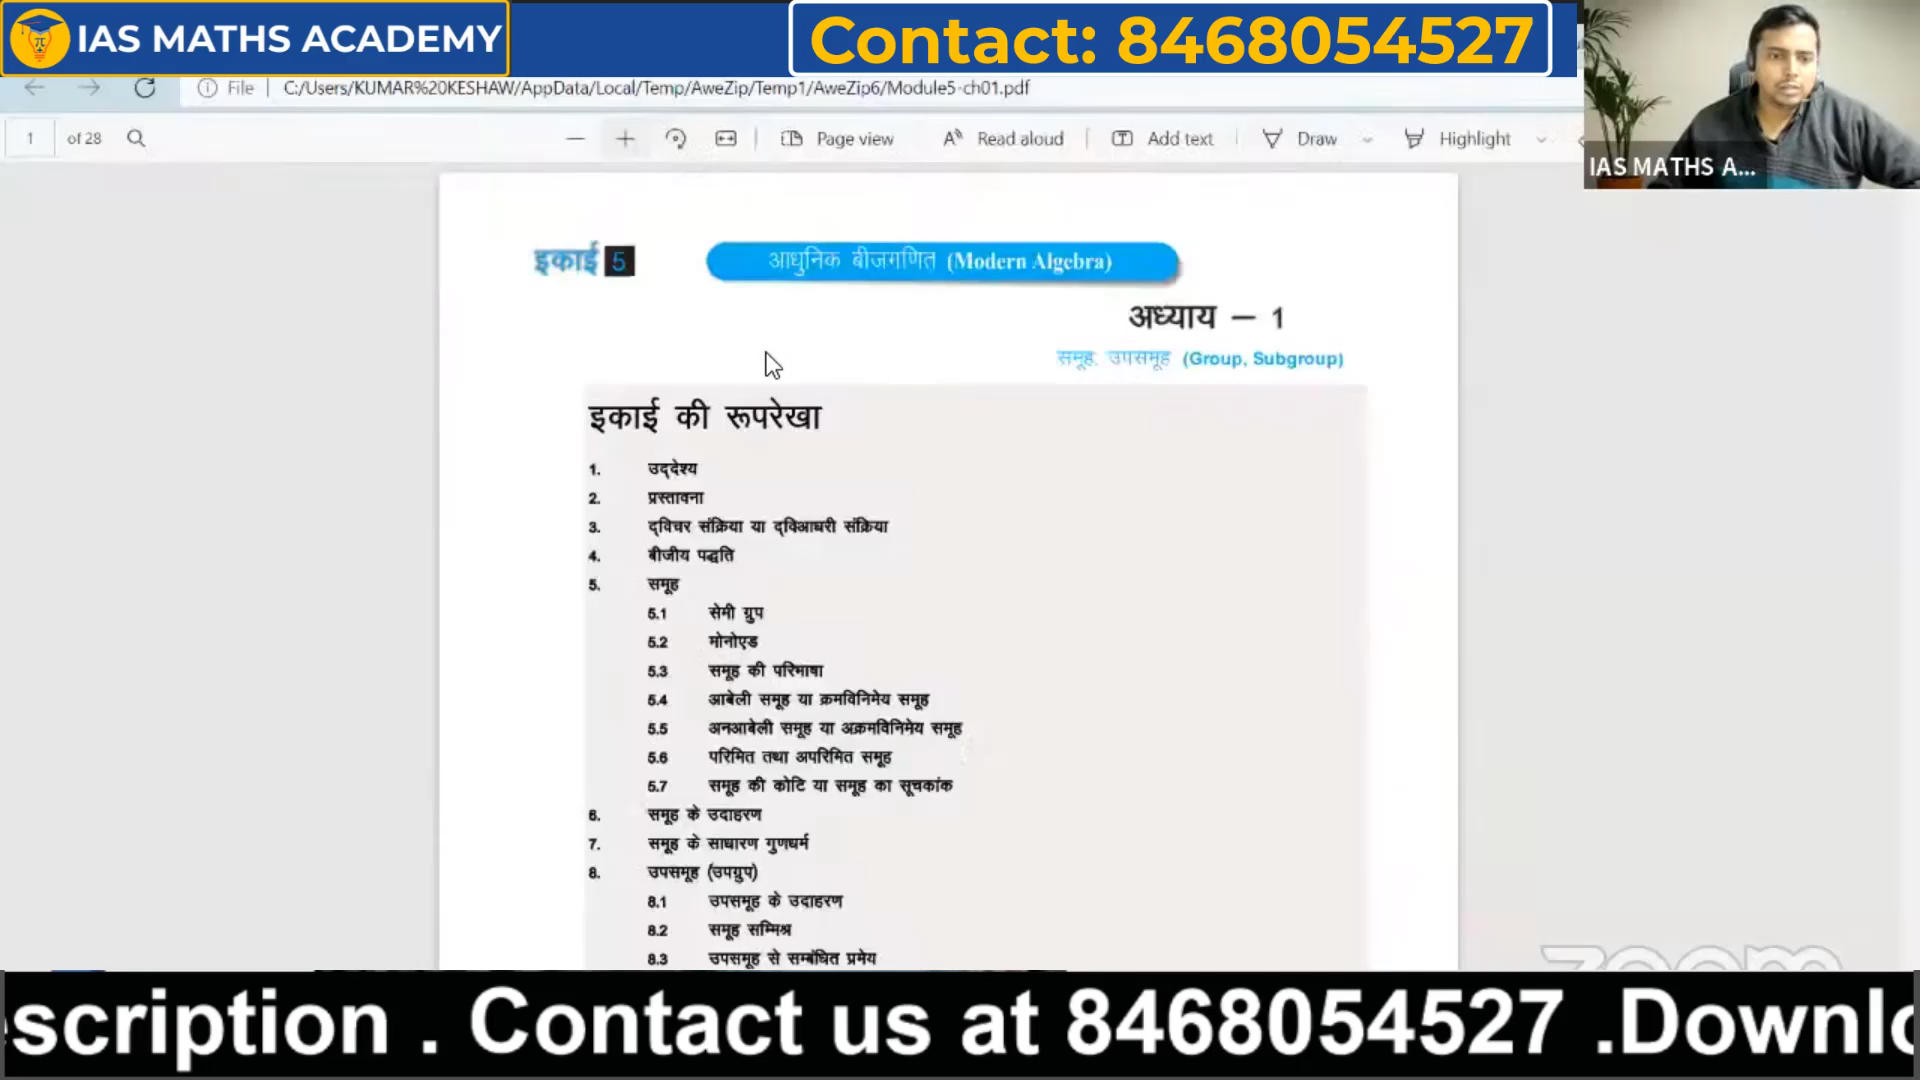 IAS MATHS ACADEMY
Contact: 8468054527
File | C:/Users/KUMAR%20KESHAW/AppData/Local/Temp/AweZip/Temp1/AweZip6/Module5-ch01.pdf
1 of 28 Page view Read aloud Add text Draw Highlight
IAS MATHS A...
इकाई 5 आधुनिक बीजगणित (Modern Algebra)
अध्याय – 1
समूह, उपसमूह (Group, Subgroup)
इकाई की रूपरेखा
1. उद्देश्य
2. प्रस्तावना
3. द्विचर संक्रिया या द्विआधारी संक्रिया
4. बीजीय पद्धति
5. समूह
5.1 सेमी ग्रुप
5.2 मोनोएड
5.3 समूह की परिभाषा
5.4 आबेली समूह या क्रमविनिमेय समूह
5.5 अनआबेली समूह या अक्रमविनिमेय समूह
5.6 परिमित तथा अपरिमित समूह
5.7 समूह की कोटि या समूह का सूचकांक
6. समूह के उदाहरण
7. समूह के साधारण गुणधर्म
8. उपसमूह (उपग्रुप)
8.1 उपसमूह के उदाहरण
8.2 समूह सम्मिश्र
8.3 उपसमूह से सम्बंधित प्रमेय
zoom
escription . Contact us at 8468054527 .Downlo